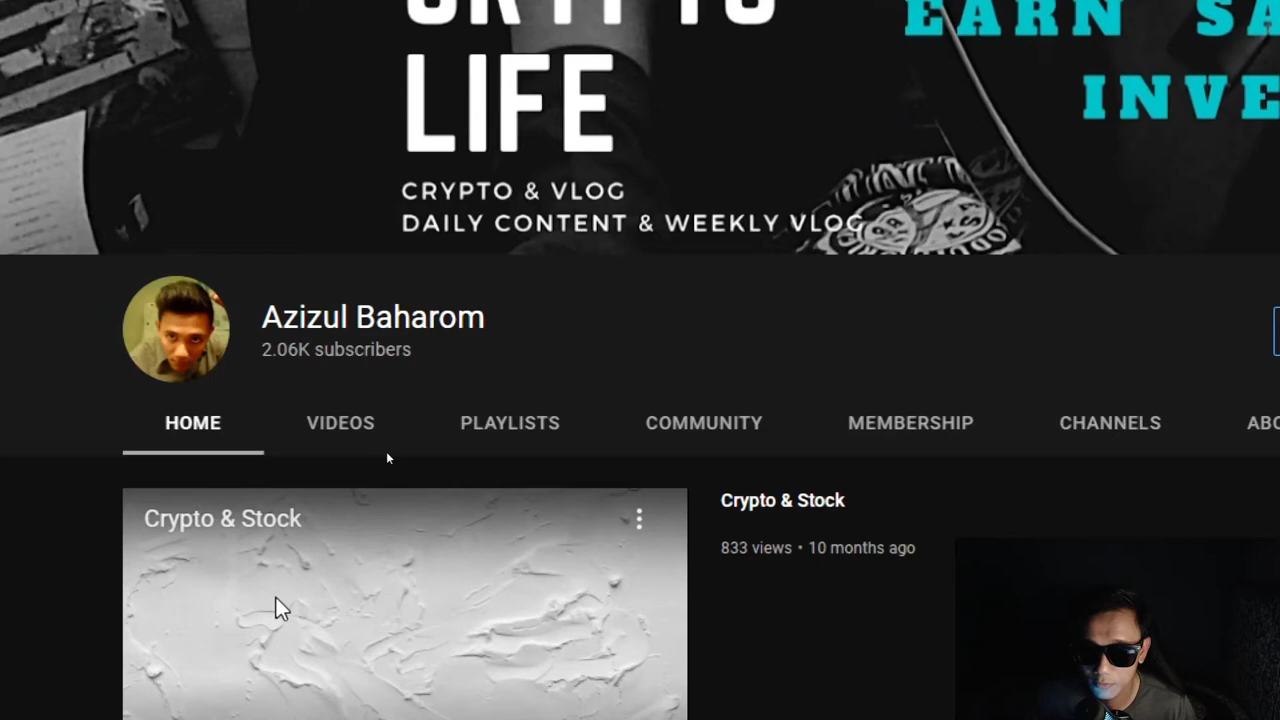 LIFE
EARN SA
INVE
CRYPTO & VLOG
DAILY CONTENT & WEEKLY VLOG
Azizul Baharom
2.06K subscribers
HOME VIDEOS PLAYLISTS COMMUNITY MEMBERSHIP CHANNELS ABO
Crypto & Stock
Crypto & Stock
833 views • 10 months ago